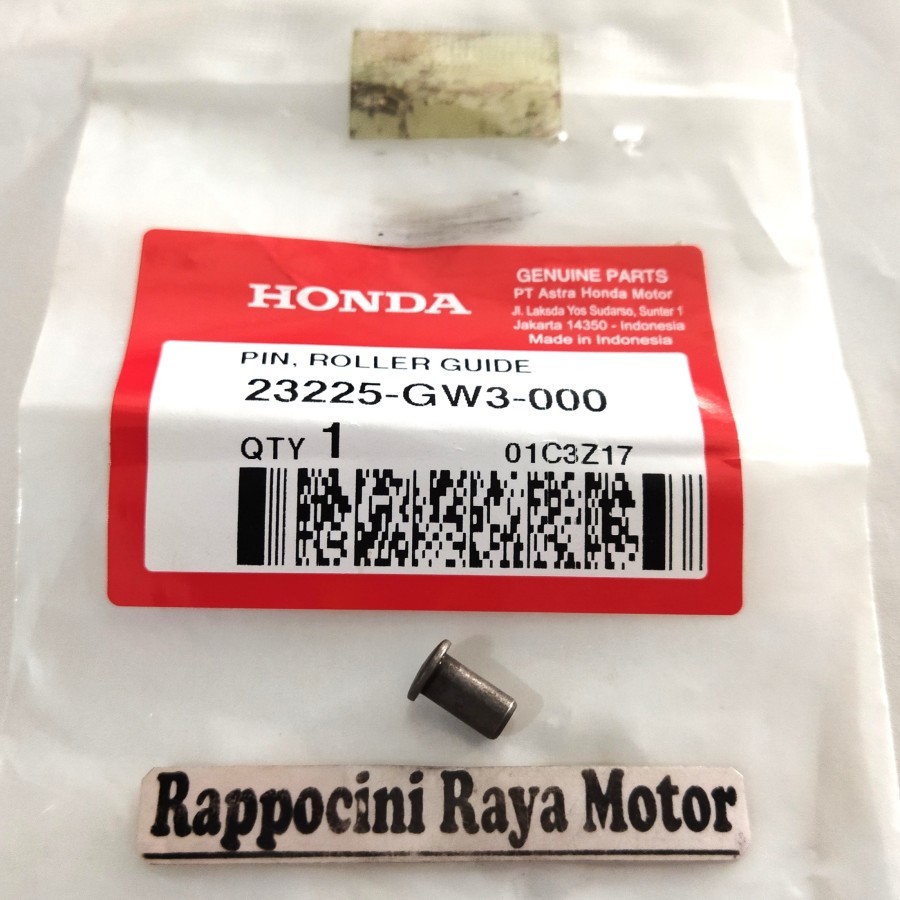 HONDA
GENUINE PARTS
PT Astra Honda Motor
Jl. Laksda Yos Sudarso, Sunter 1
Jakarta 14350 - Indonesia
Made in Indonesia
PIN, ROLLER GUIDE
23225-GW3-000
QTY 1
01C3Z17
Rappocini Raya Motor